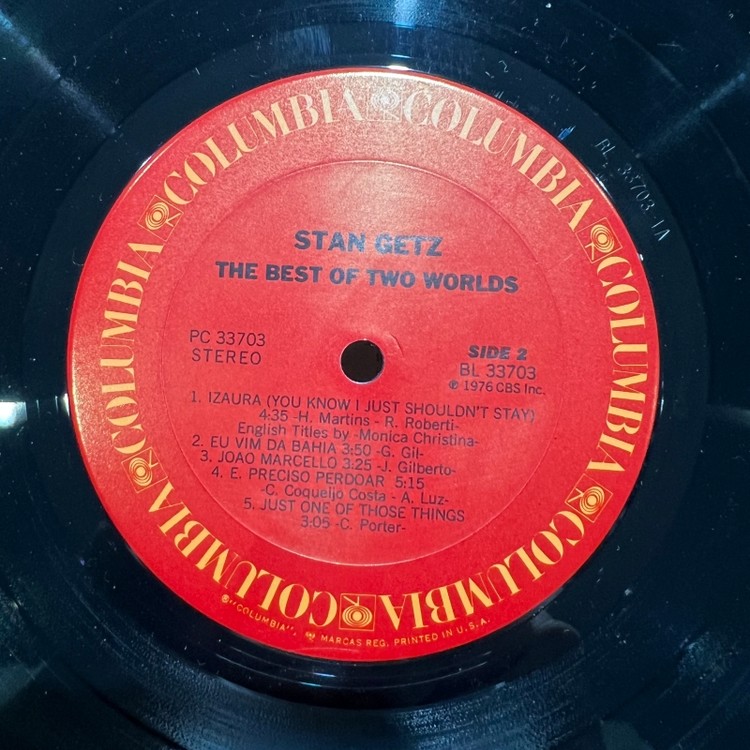 COLUMBIA COLUMBIA COLUMBIA COLUMBIA COLUMBIA COLUMBIA COLUMBIA COLUMBIA
BL 33703-1A
STAN GETZ
THE BEST OF TWO WORLDS
PC 33703
STEREO
SIDE 2
BL 33703
℗ 1976 CBS Inc.
1. IZAURA (YOU KNOW I JUST SHOULDN'T STAY)
4:35 -H. Martins - R. Roberti-
English Titles by -Monica Christina-
2. EU VIM DA BAHIA 3:50 -G. Gil-
3. JOAO MARCELLO 3:25 -J. Gilberto-
4. E. PRECISO PERDOAR 5:15
-C. Coqueijo Costa - A. Luz-
5. JUST ONE OF THOSE THINGS
3:05 -C. Porter-
"COLUMBIA", MARCAS REG. PRINTED IN U.S.A.